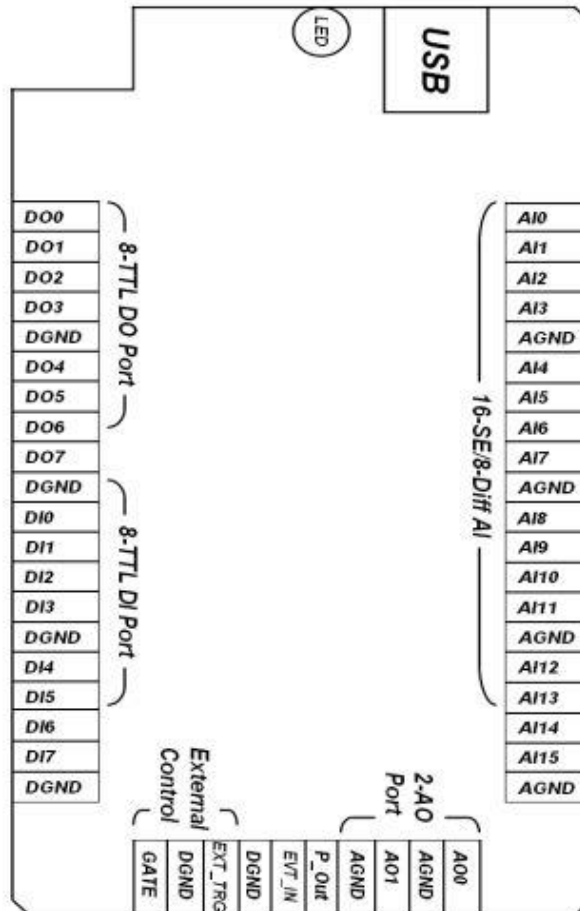 LED
USB
DO0
DO1
DO2
DO3
DGND
DO4
DO5
DO6
DO7
DGND
DI0
DI1
DI2
DI3
DGND
DI4
DI5
DI6
DI7
DGND
8-TTL DO Port
8-TTL DI Port
16-SE/8-Diff AI
AI0
AI1
AI2
AI3
AGND
AI4
AI5
AI6
AI7
AGND
AI8
AI9
AI10
AI11
AGND
AI12
AI13
AI14
AI15
AGND
External
Control
2-AO
Port
GATE
DGND
EXT_TRG
DGND
EVT_IN
P_Out
AGND
AO1
AGND
AO0